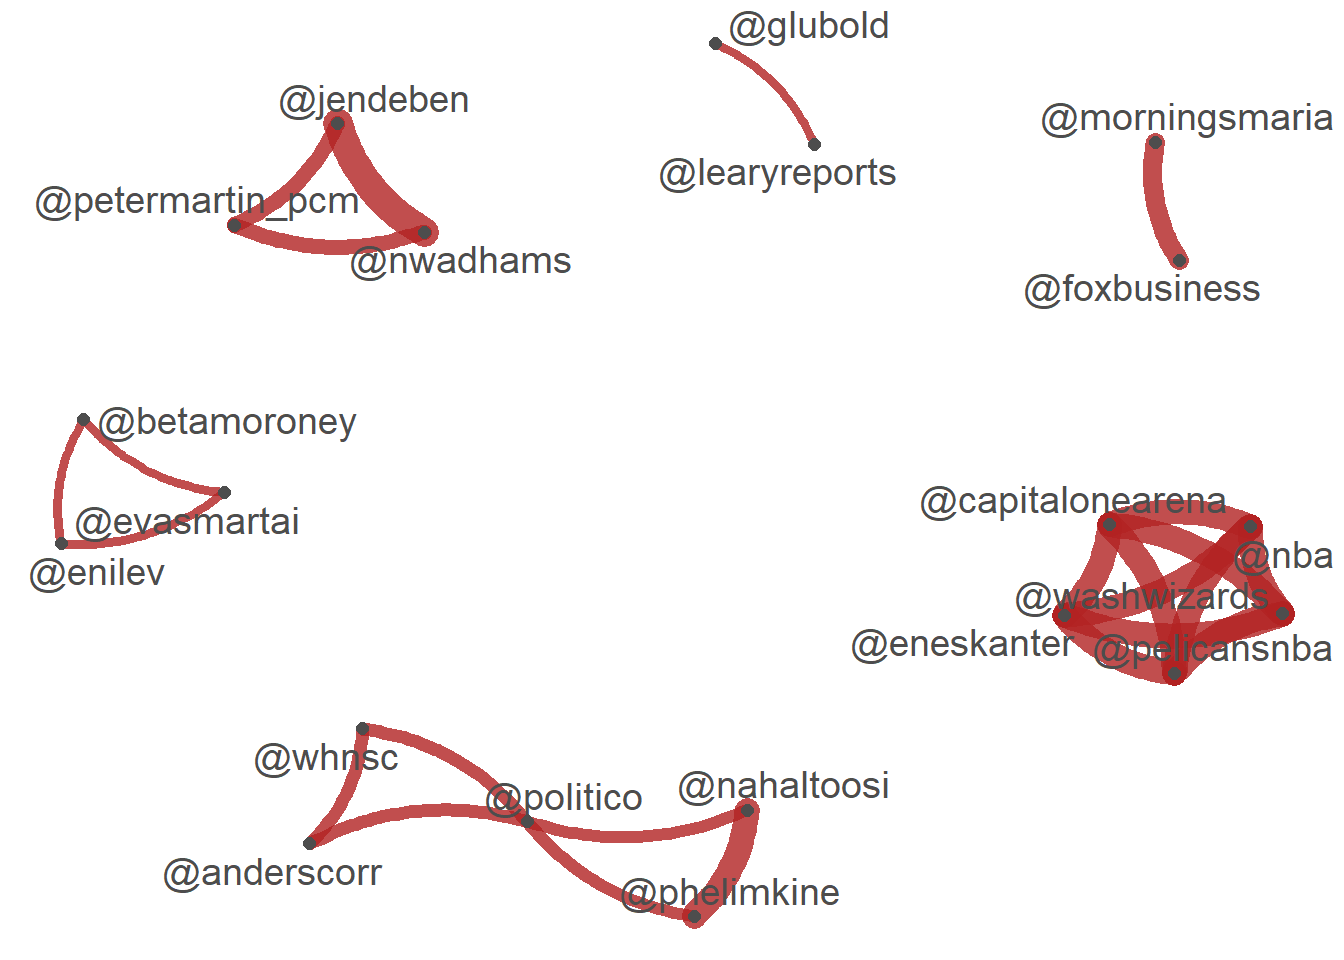 @glubold
@jendeben
@morningsmaria
@learyreports
@petermartin_pcm
@nwadhams
@foxbusiness
@betamoroney
@capitalonearena
@evasmartai
@nba
@enilev
@washwizards
@eneskanter
@pelicansnba
@whnsc
@nahaltoosi
@politico
@anderscorr
@phelimkine